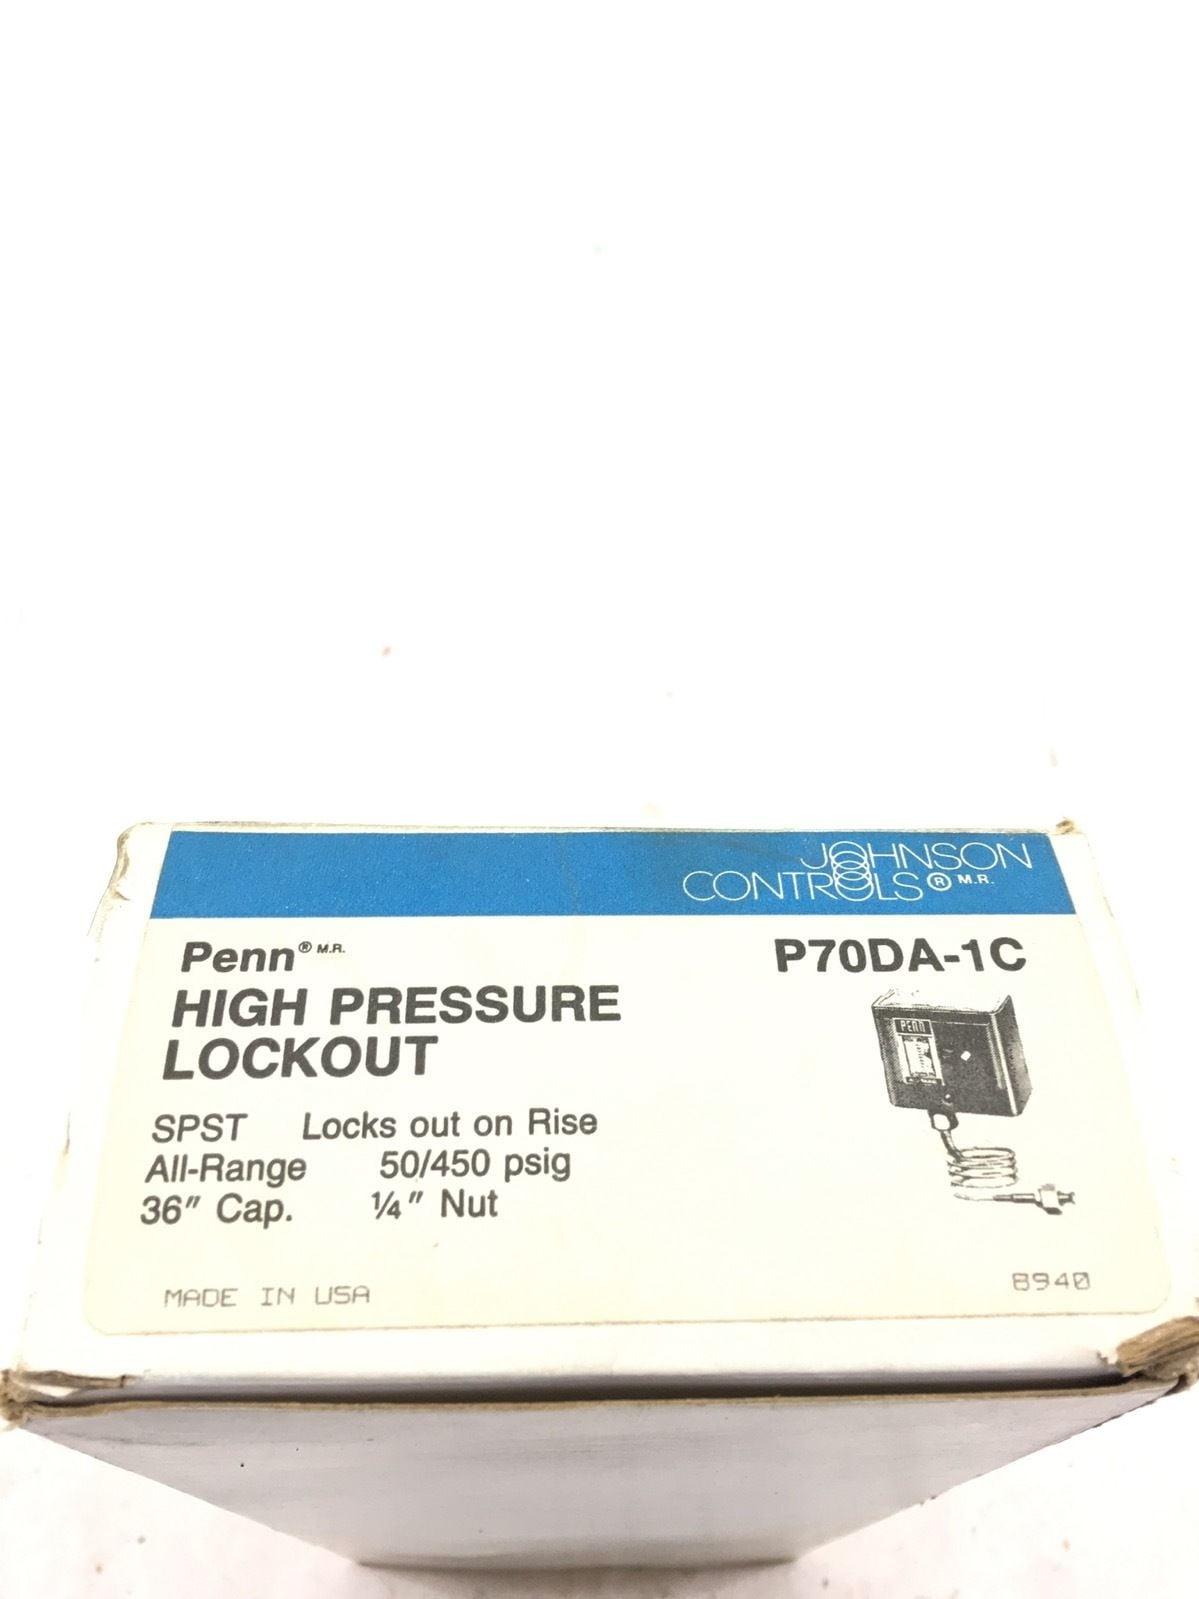 JOHNSON
CONTROLS® M.R.
Penn® M.R.
P70DA-1C
HIGH PRESSURE
LOCKOUT
PENN
SPST Locks out on Rise
All-Range 50/450 psig
36" Cap. ¼" Nut
MADE IN USA
8940